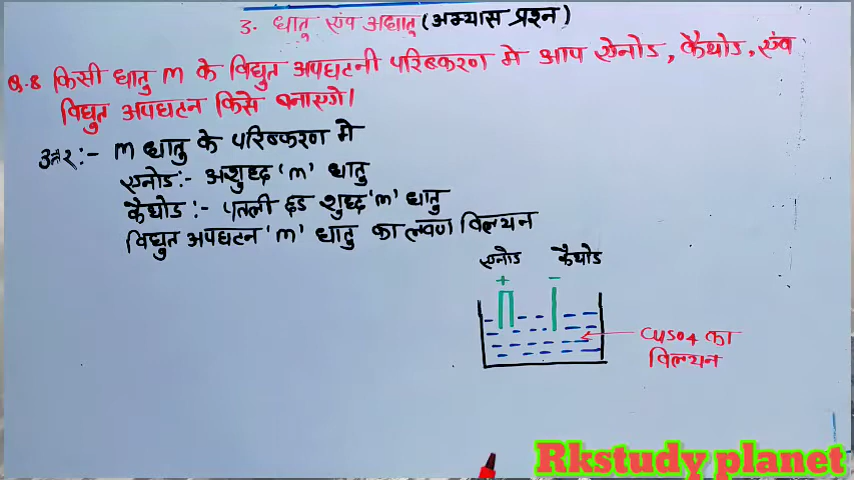 3. धातु एवं अधातु (अभ्यास प्रश्न)
Q.8 किसी धातु M के विद्युत अपघटनी परिष्करण मे आप ऐनोड, कैथोड, एवं
विद्युत अपघटन किसे बनाएगे।
उत्तर:- M धातु के परिष्करण मे
एनोड:- अशुद्ध 'M' धातु
कैथोड :- पतली छड शुद्ध 'M' धातु
विद्युत अपघटन 'M' धातु का लवण विलयन
एनोड कैथोड
+ -
CuSO4 का
विलयन
Rkstudy planet